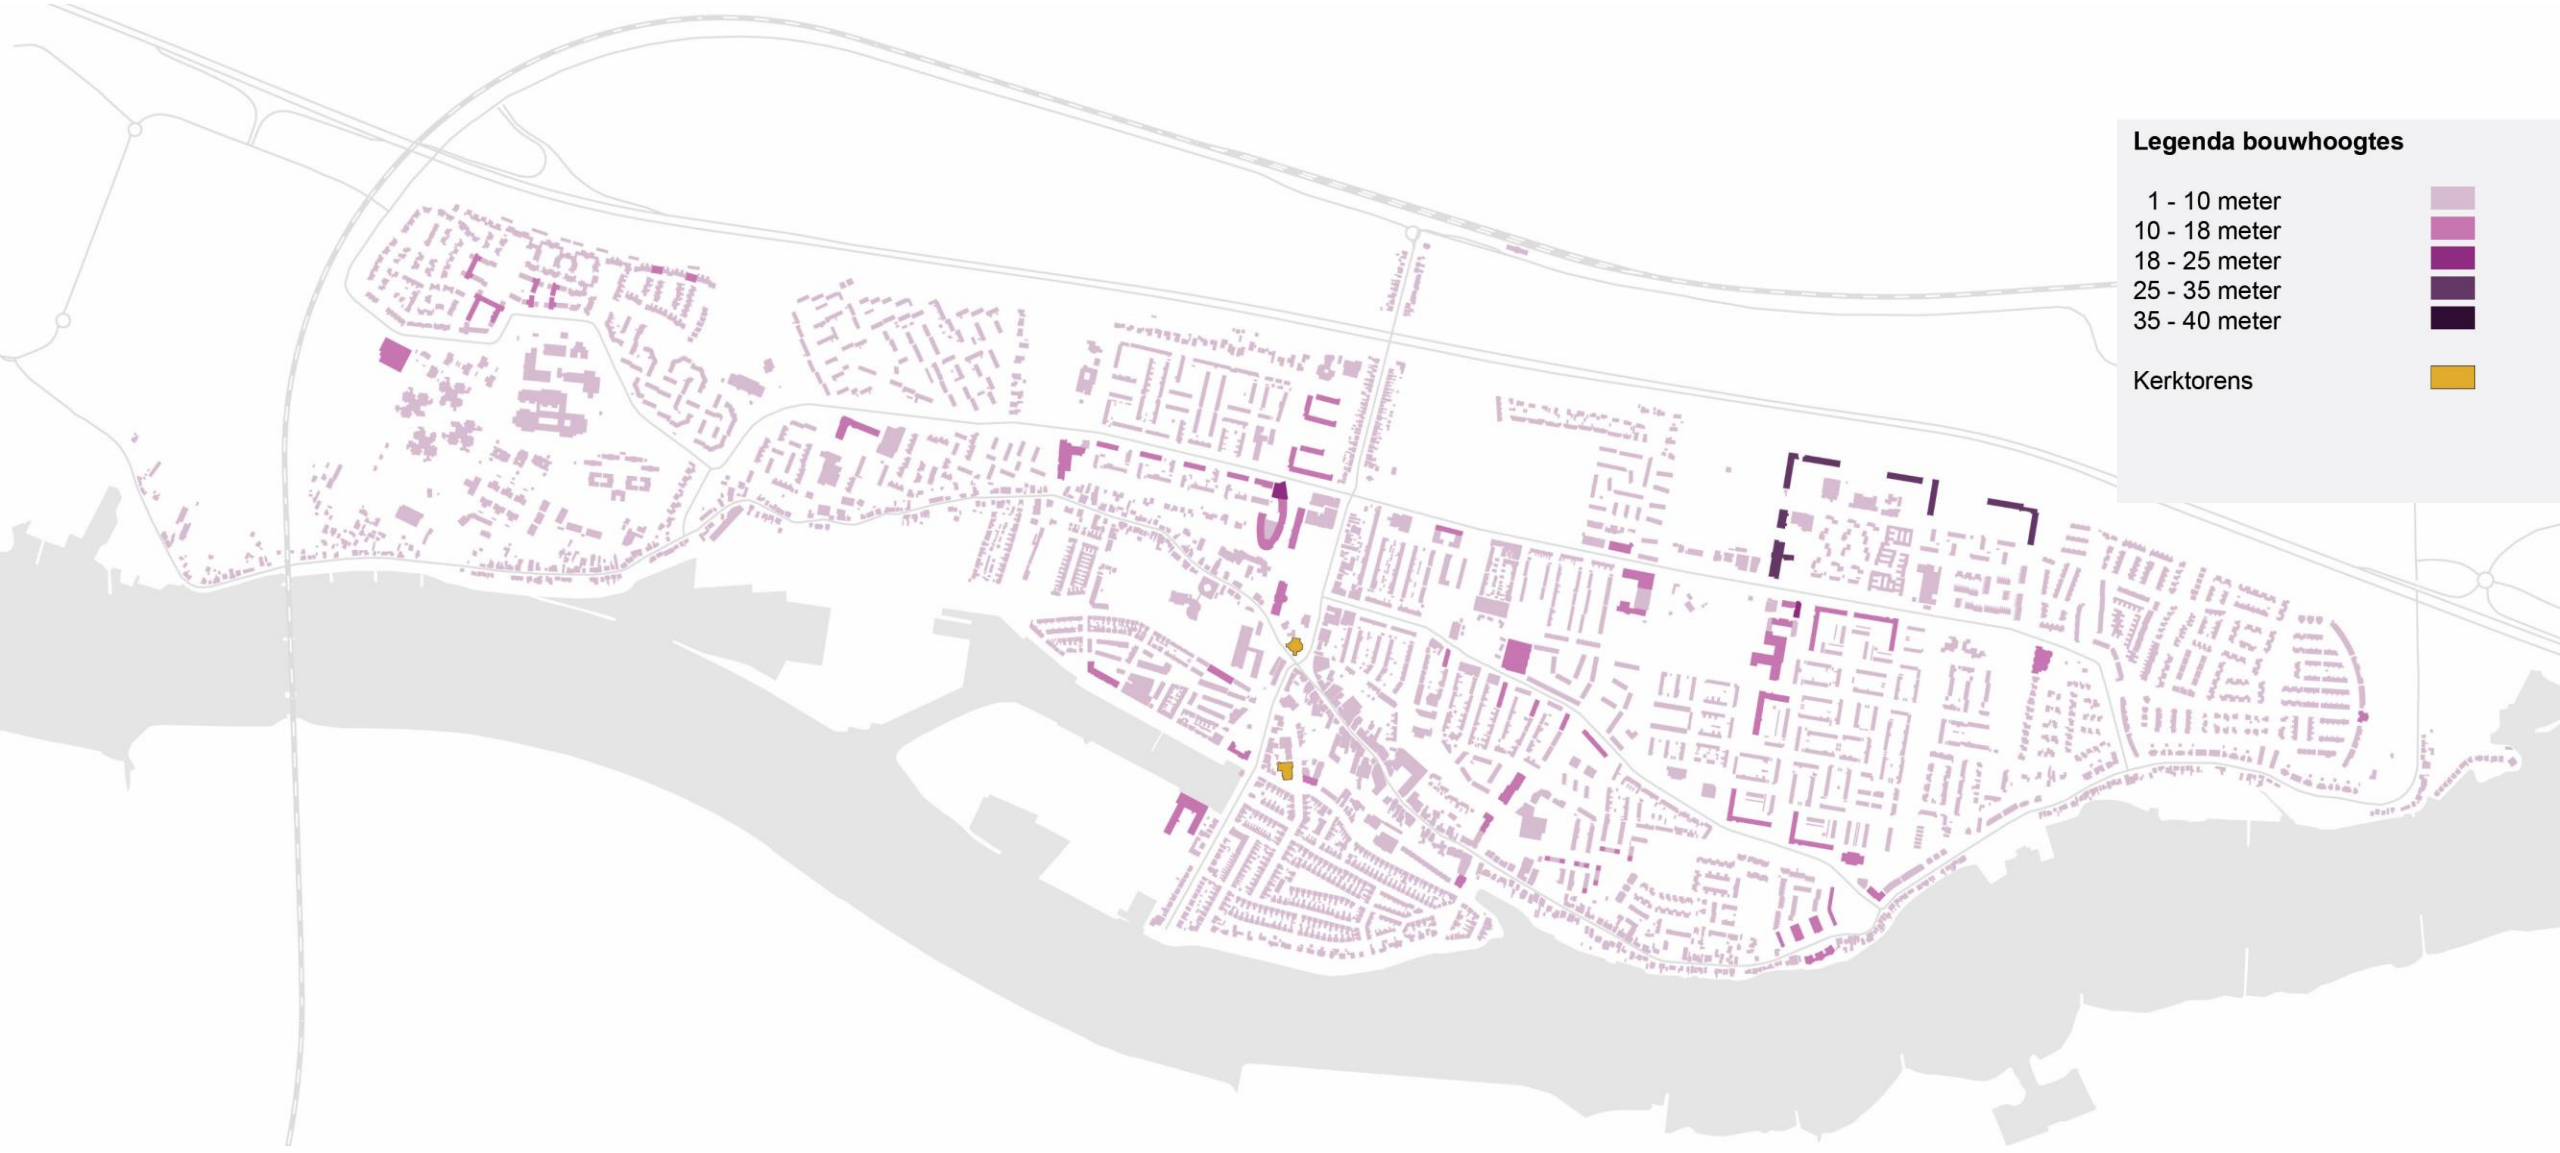 Legenda bouwhoogtes
1 - 10 meter
10 - 18 meter
18 - 25 meter
25 - 35 meter
35 - 40 meter
Kerktorens